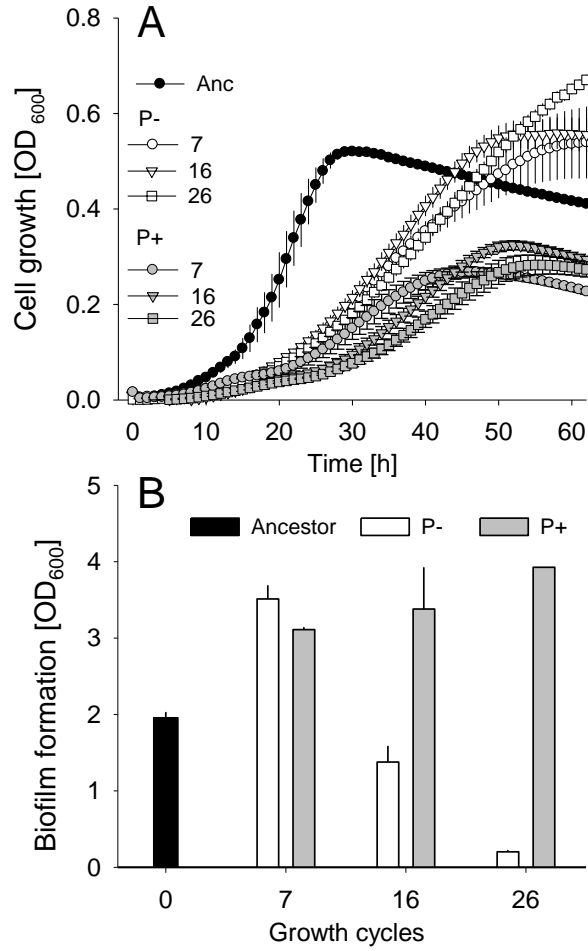 A
0.8
0.6
0.4
0.2
0.0
Cell growth [OD600]
Anc
P-
7
16
26
P+
7
16
26
0 10 20 30 40 50 60
Time [h]
B
5
4
3
2
1
0
Biofilm formation [OD600]
Ancestor P- P+
0 7 16 26
Growth cycles